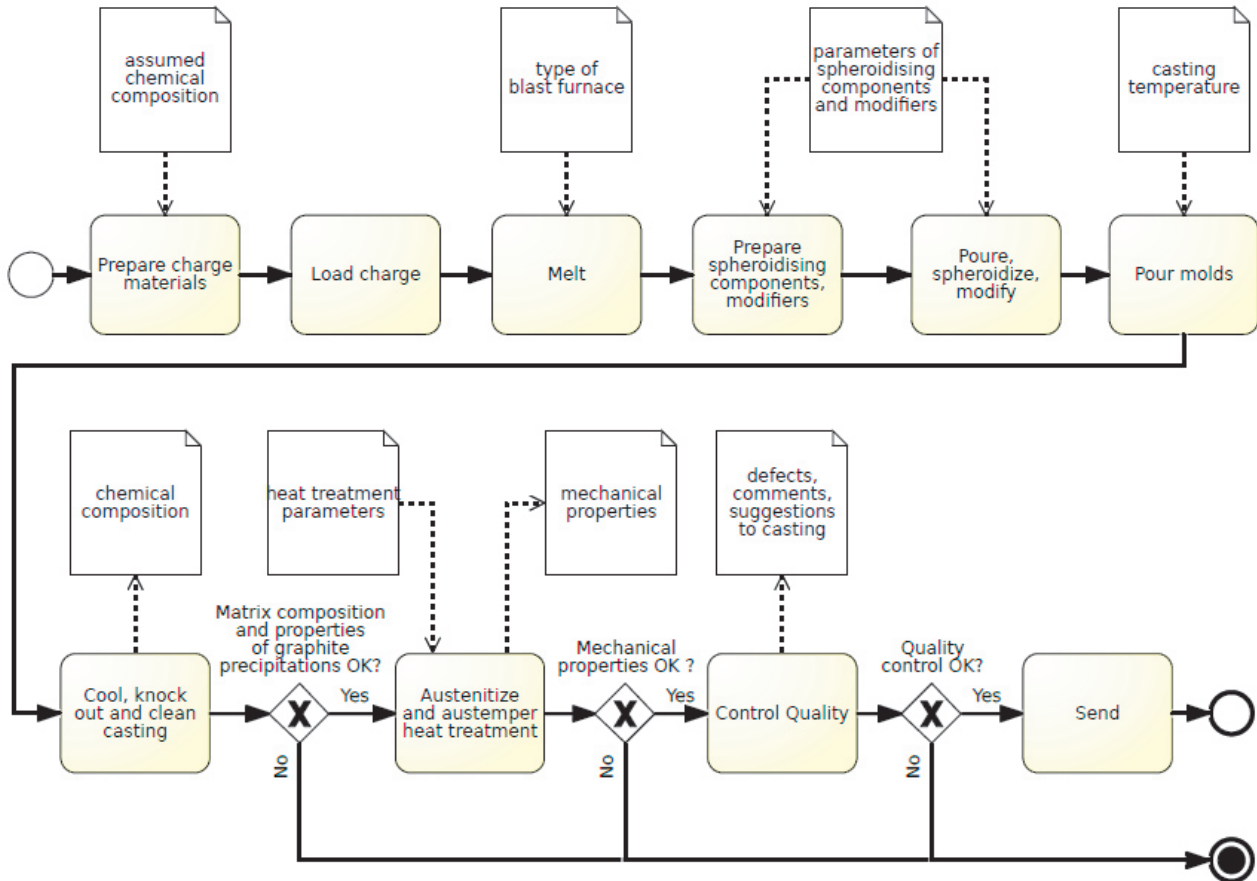 assumed
chemical
composition
type of
blast furnace
parameters of
spheroidising
components
and modifiers
casting
temperature
Prepare charge
materials
Load charge
Melt
Prepare
spheroidising
components,
modifiers
Poure,
spheroidize,
modify
Pour molds
chemical
composition
heat treatment
parameters
mechanical
properties
defects,
comments,
suggestions
to casting
Matrix composition
and properties
of graphite
precipitations OK?
Mechanical
properties OK ?
Quality
control OK?
Cool, knock
out and clean
casting
X
Yes
No
Austenitize
and austemper
heat treatment
X
Yes
No
Control Quality
X
Yes
No
Send